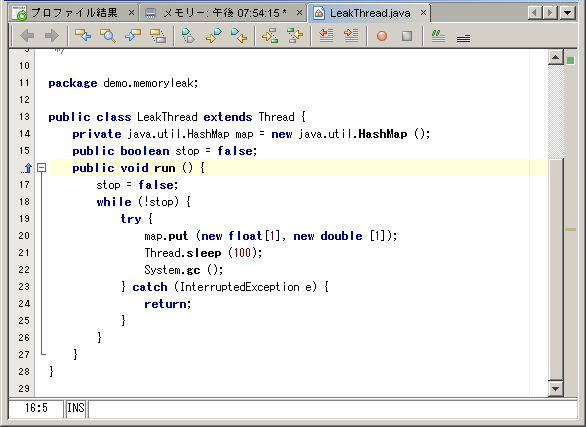 プロファイル結果 メモリー: 午後 07:54:15 * LeakThread.java
9 */
10
11 package demo.memoryleak;
12
13 public class LeakThread extends Thread {
14 private java.util.HashMap map = new java.util.HashMap ();
15 public boolean stop = false;
public void run () {
17 stop = false;
18 while (!stop) {
19 try {
20 map.put (new float[1], new double [1]);
21 Thread.sleep (100);
22 System.gc ();
23 } catch (InterruptedException e) {
24 return;
25 }
26 }
27 }
28 }
29
16:5 INS